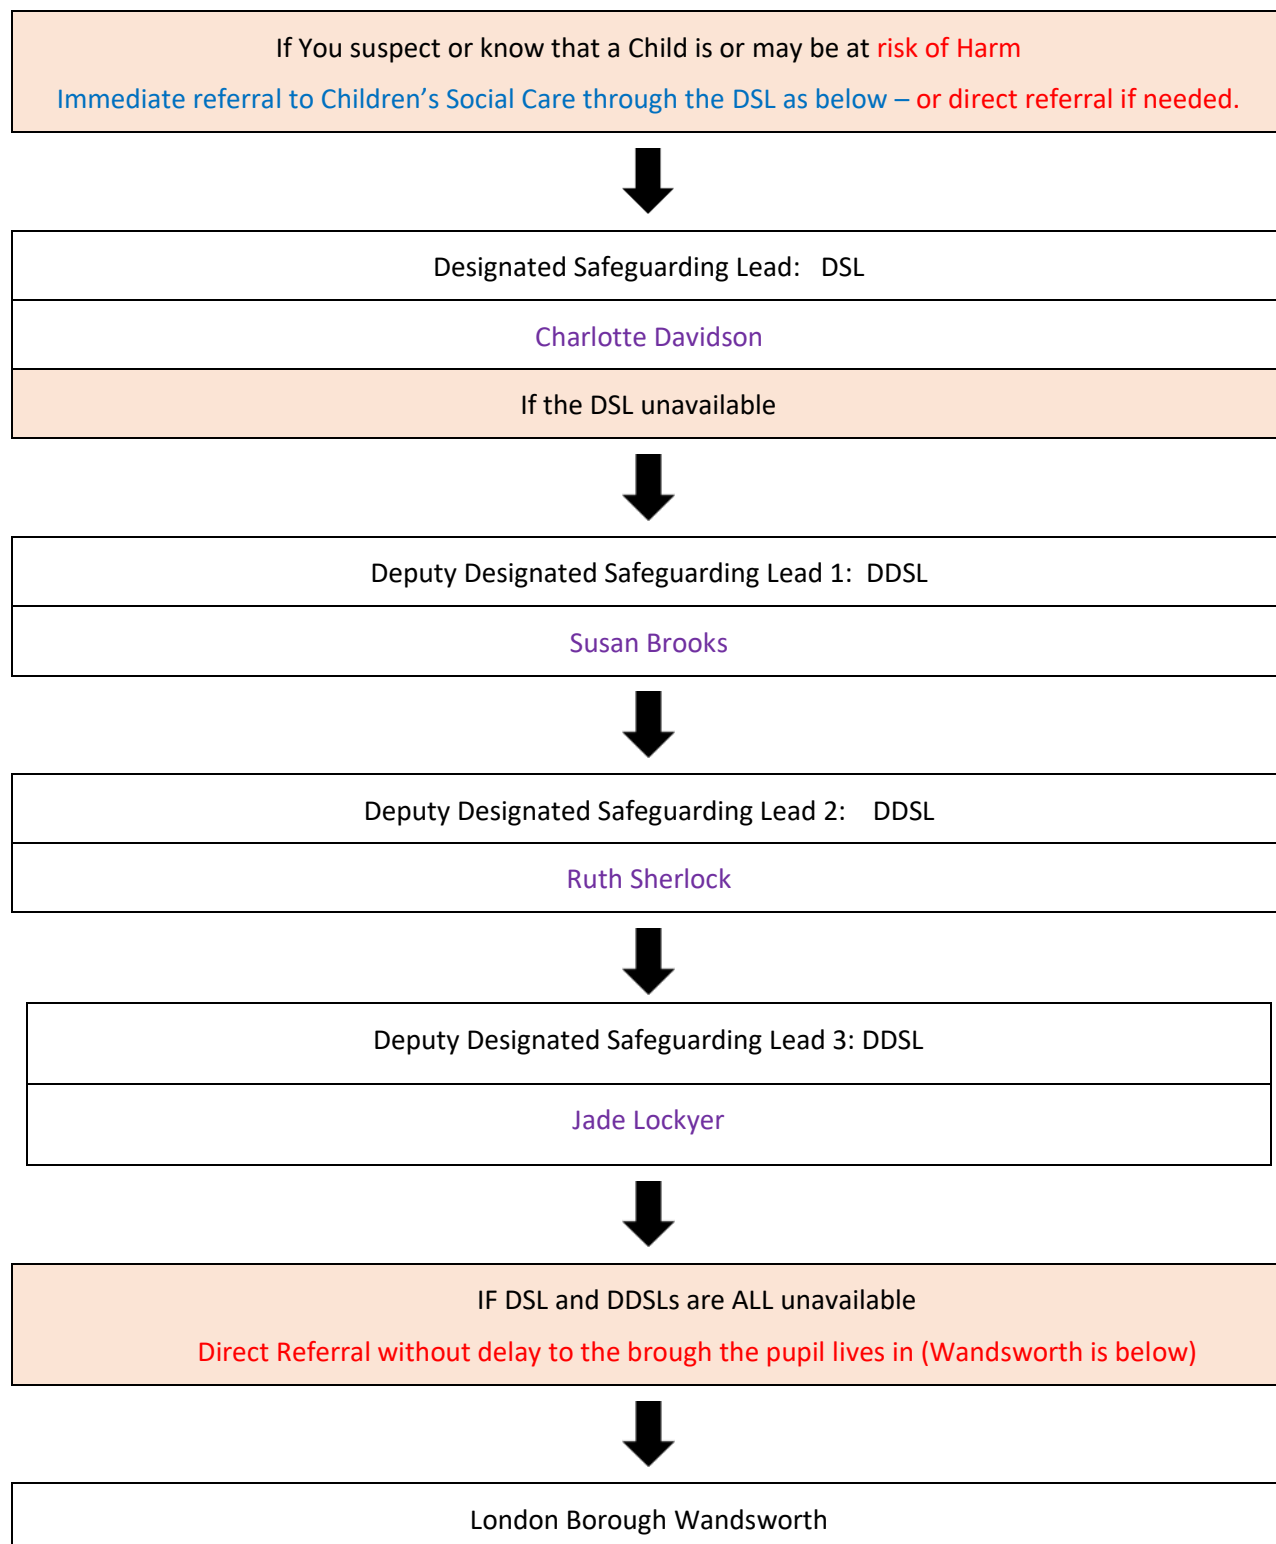 If You suspect or know that a Child is or may be at risk of Harm
Immediate referral to Children’s Social Care through the DSL as below – or direct referral if needed.
Designated Safeguarding Lead:   DSL
Charlotte Davidson
If the DSL unavailable
Deputy Designated Safeguarding Lead 1:  DDSL
Susan Brooks
Deputy Designated Safeguarding Lead 2:    DDSL
Ruth Sherlock
Deputy Designated Safeguarding Lead 3: DDSL
Jade Lockyer
IF DSL and DDSLs are ALL unavailable
Direct Referral without delay to the brough the pupil lives in (Wandsworth is below)
London Borough Wandsworth